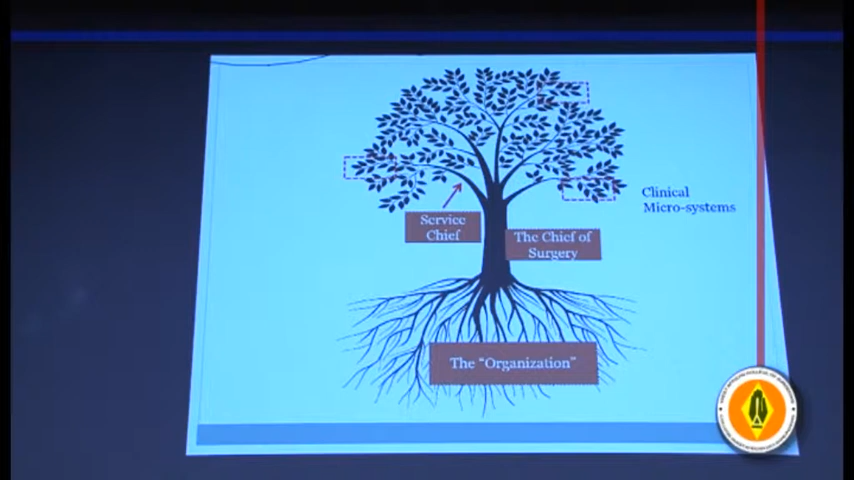 Clinical
Micro-systems
Service
Chief
The Chief of
Surgery
The "Organization"